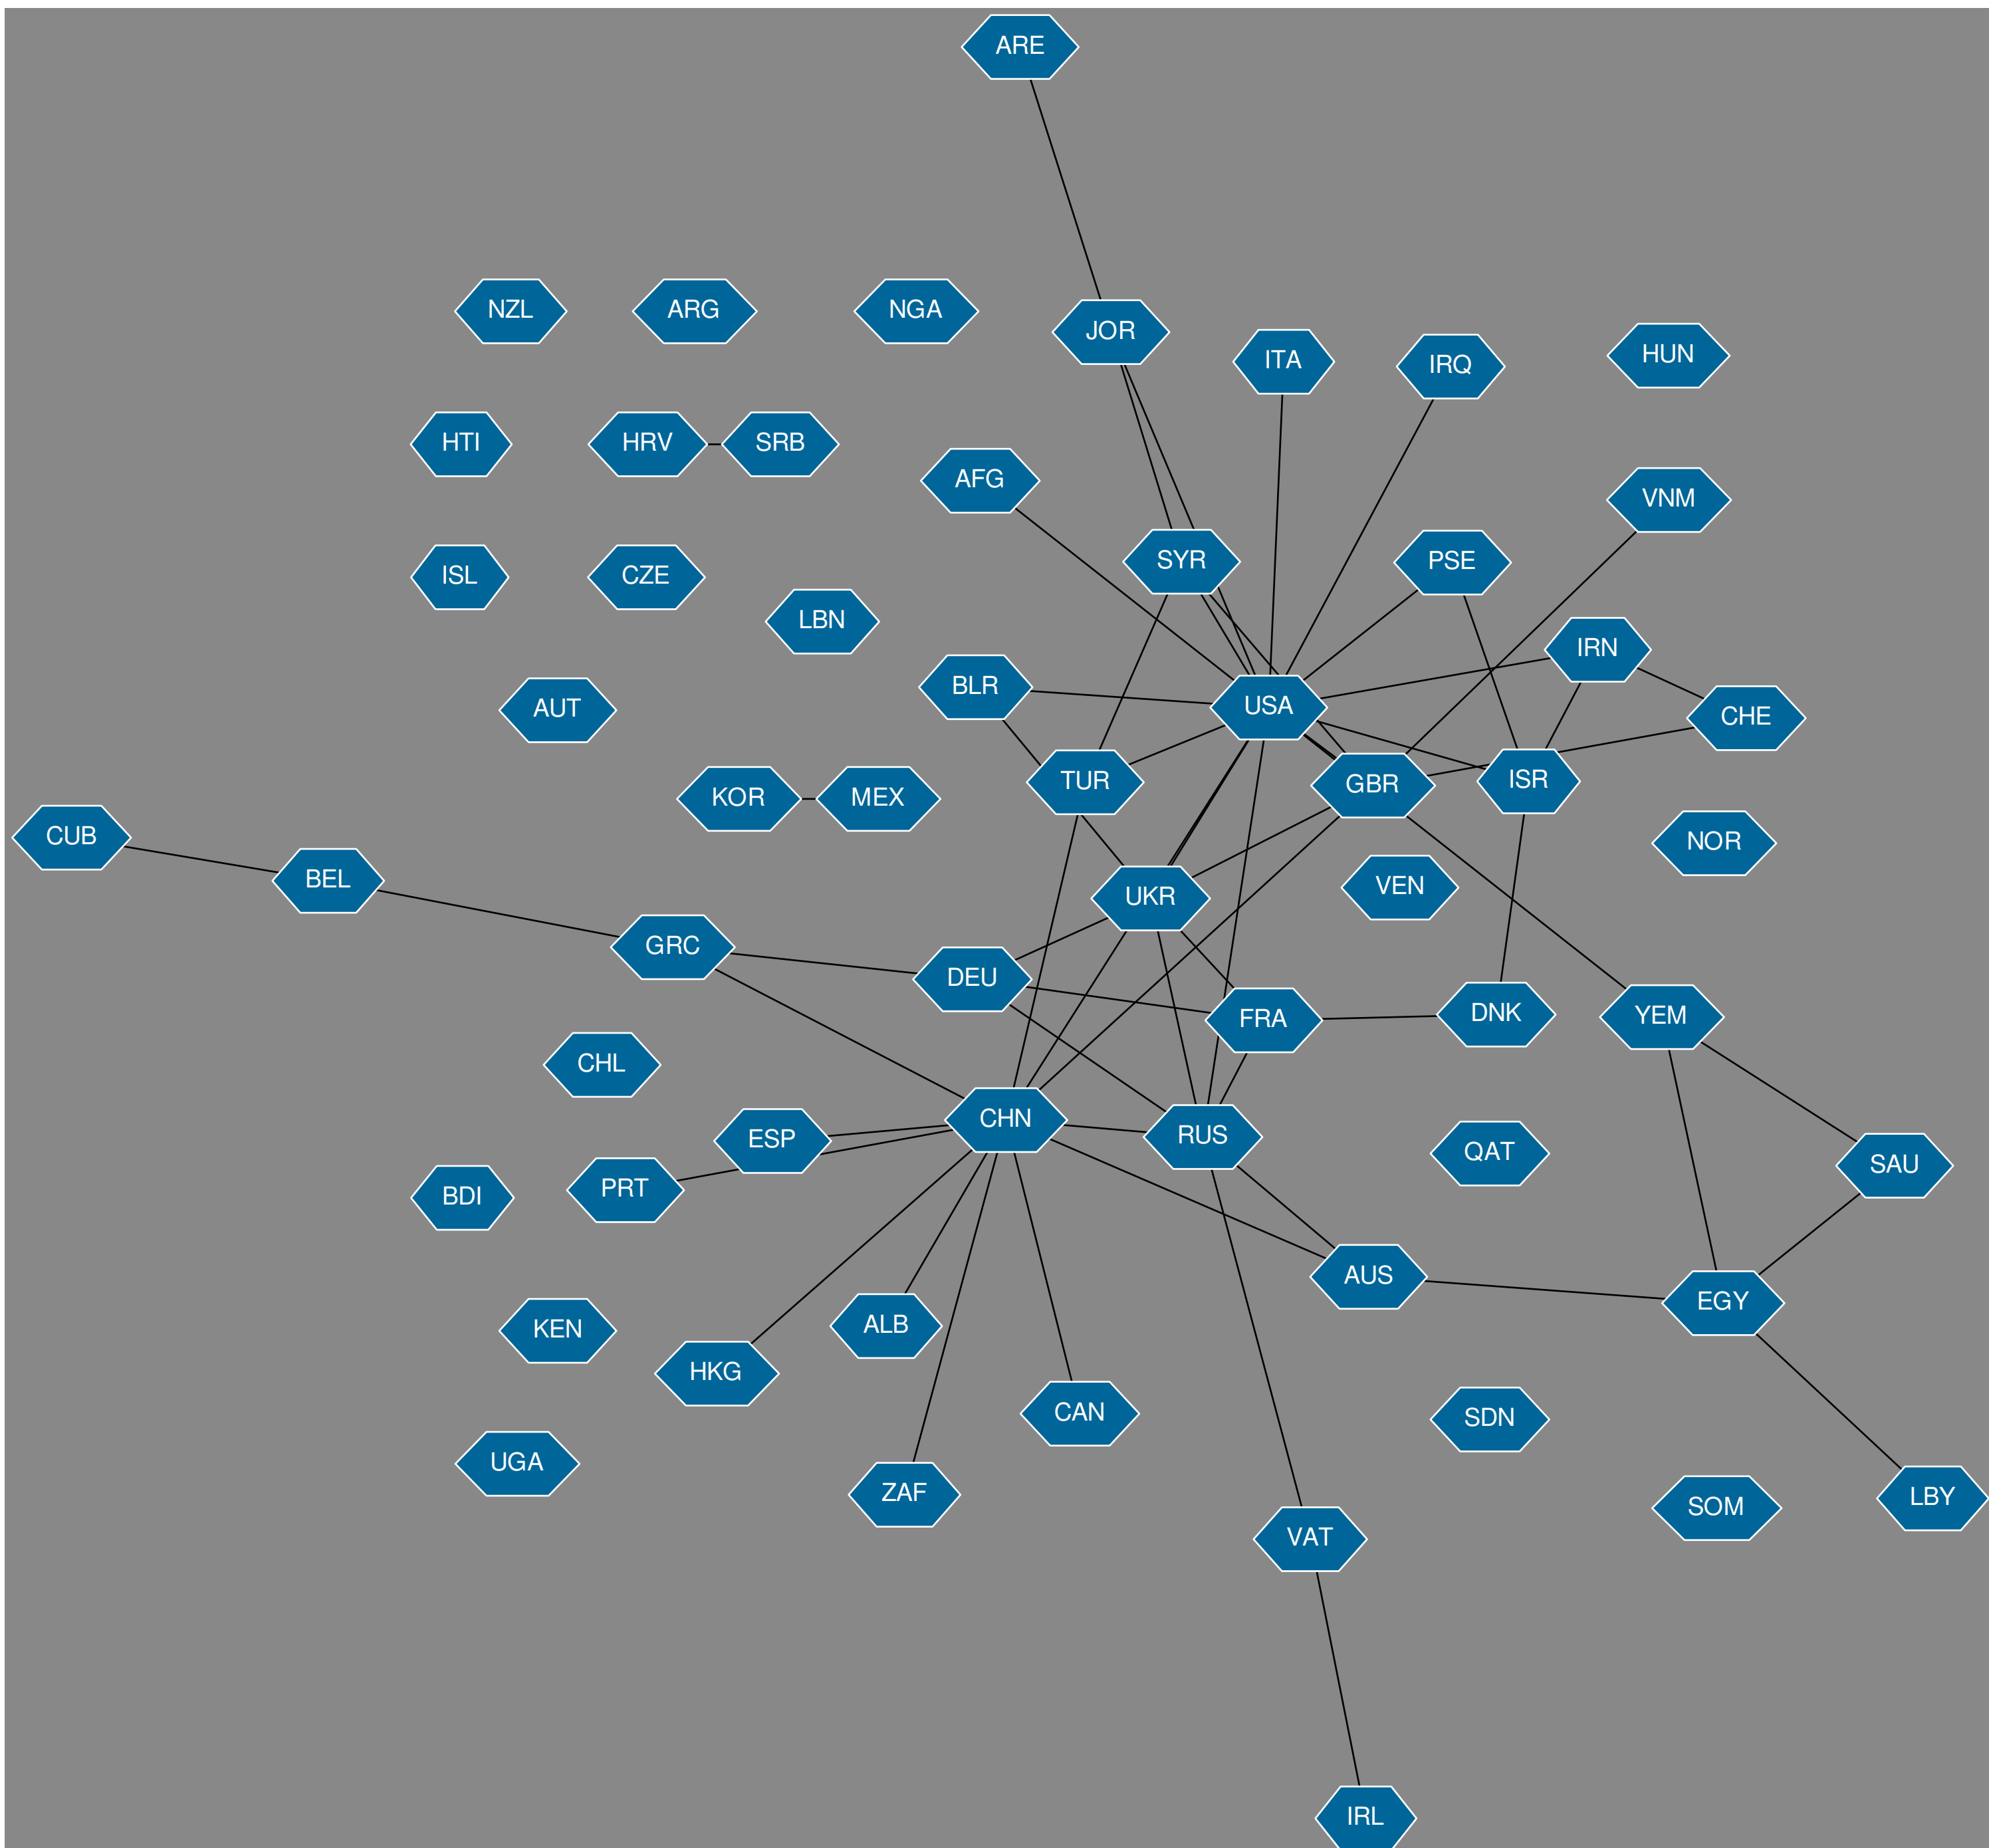 ARE
NZL
ARG
NGA
JOR
ITA
IRQ
HUN
HTI
HRV
SRB
AFG
VNM
ISL
CZE
LBN
SYR
PSE
IRN
AUT
BLR
USA
CHE
KOR
MEX
TUR
GBR
ISR
CUB
BEL
UKR
VEN
NOR
GRC
DEU
FRA
DNK
YEM
CHL
CHN
ESP
RUS
QAT
SAU
BDI
PRT
AUS
EGY
KEN
HKG
ALB
CAN
SDN
UGA
ZAF
VAT
SOM
LBY
IRL